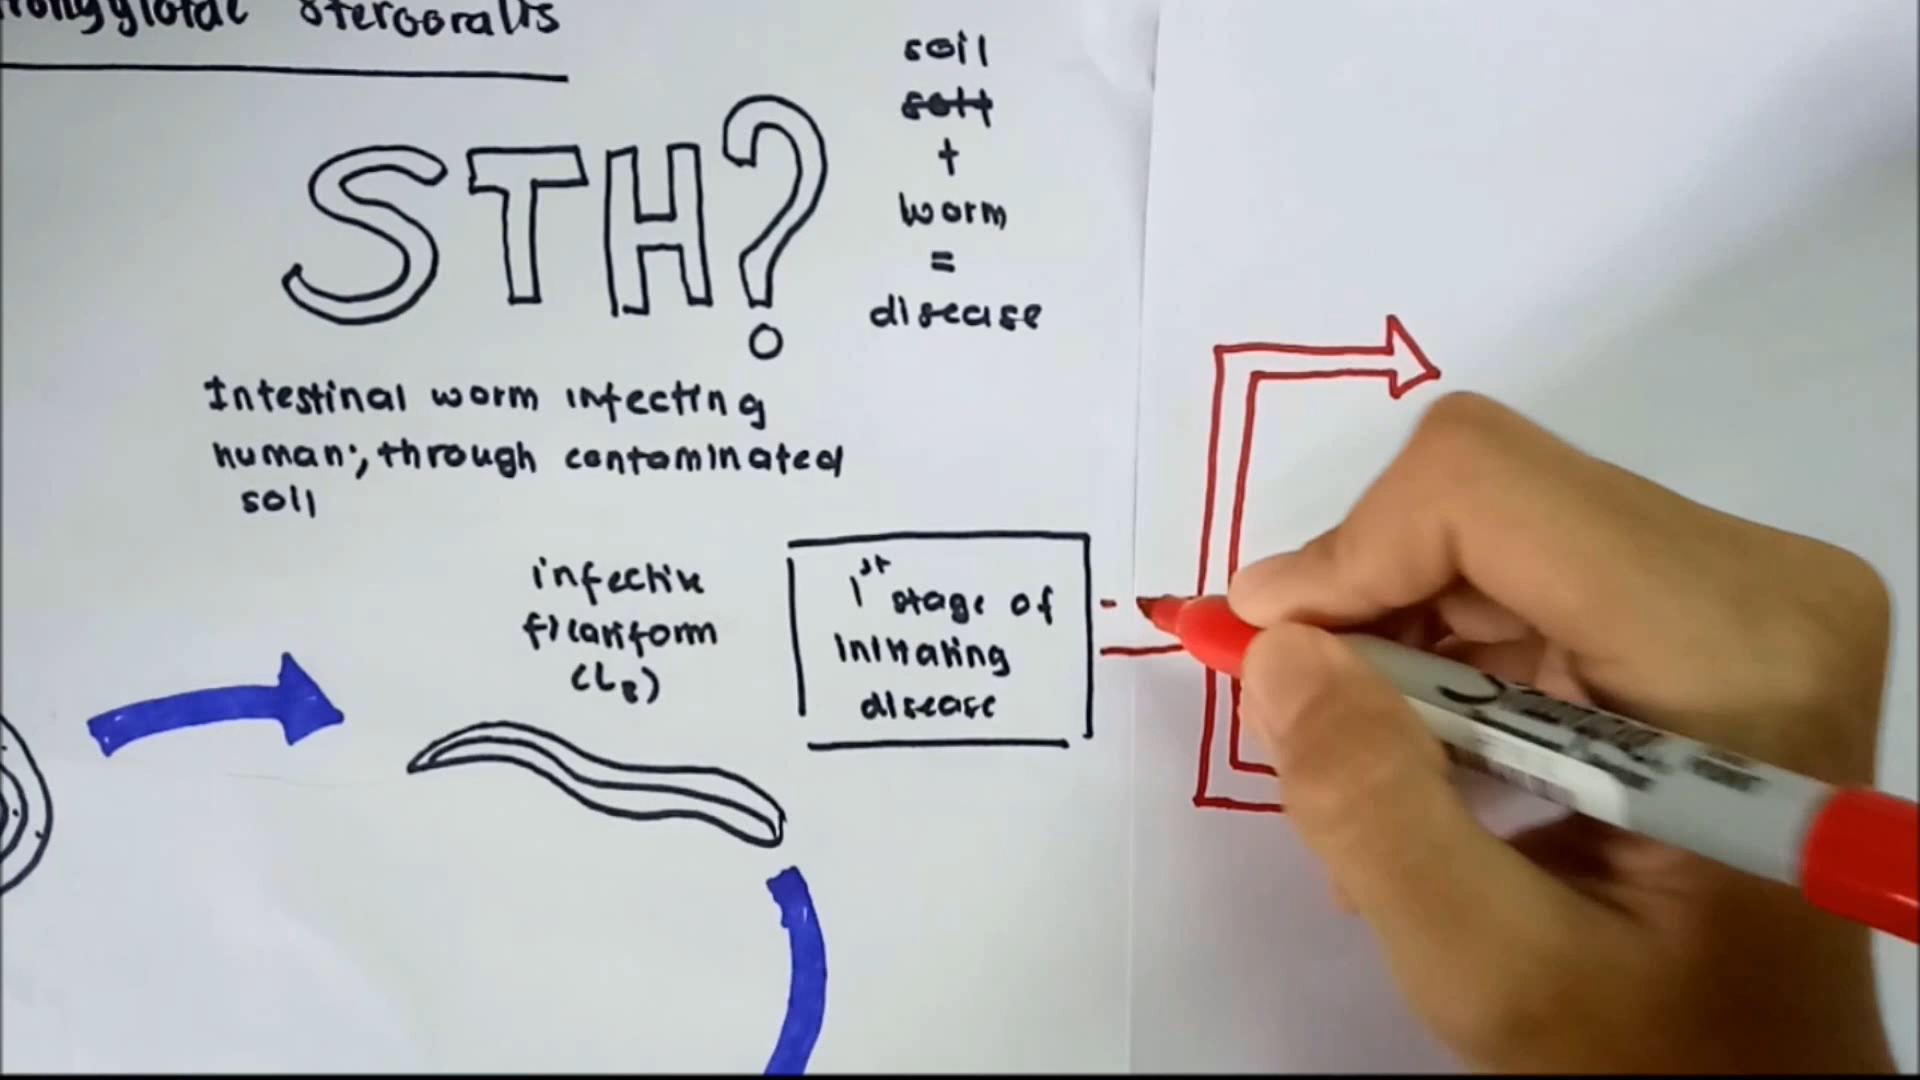 stercoralis
STH?
soil
soil
+
worm
=
disease
Intestinal worm infecting
human; through contaminated
soil
infective
filariform
(L3)
1st stage of
initiating
disease